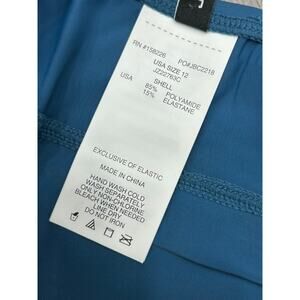 RN #158226 PO#JBC2218
USA SIZE 12
JZ22763C
SHELL
USA 85% POLYAMIDE
15% ELASTANE
EXCLUSIVE OF ELASTIC
MADE IN CHINA
HAND WASH COLD
WASH SEPARATELY
ONLY NON-CHLORINE
BLEACH WHEN NEEDED
LINE DRY
DO NOT IRON